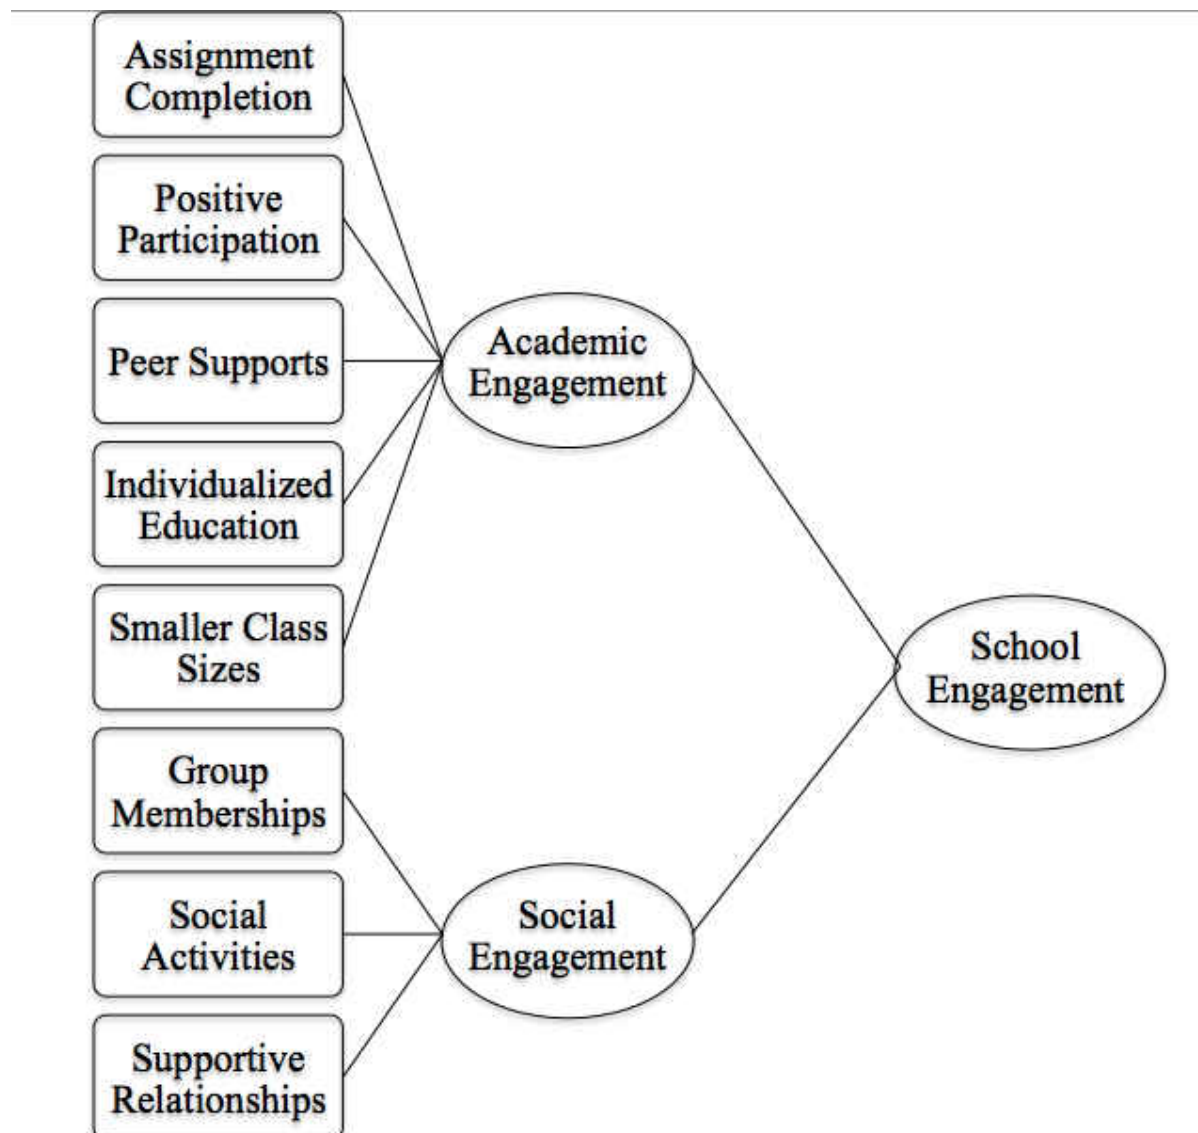 Assignment
Completion
Positive
Participation
Peer Supports
Individualized
Education
Smaller Class
Sizes
Group
Memberships
Social
Activities
Supportive
Relationships
Academic
Engagement
Social
Engagement
School
Engagement